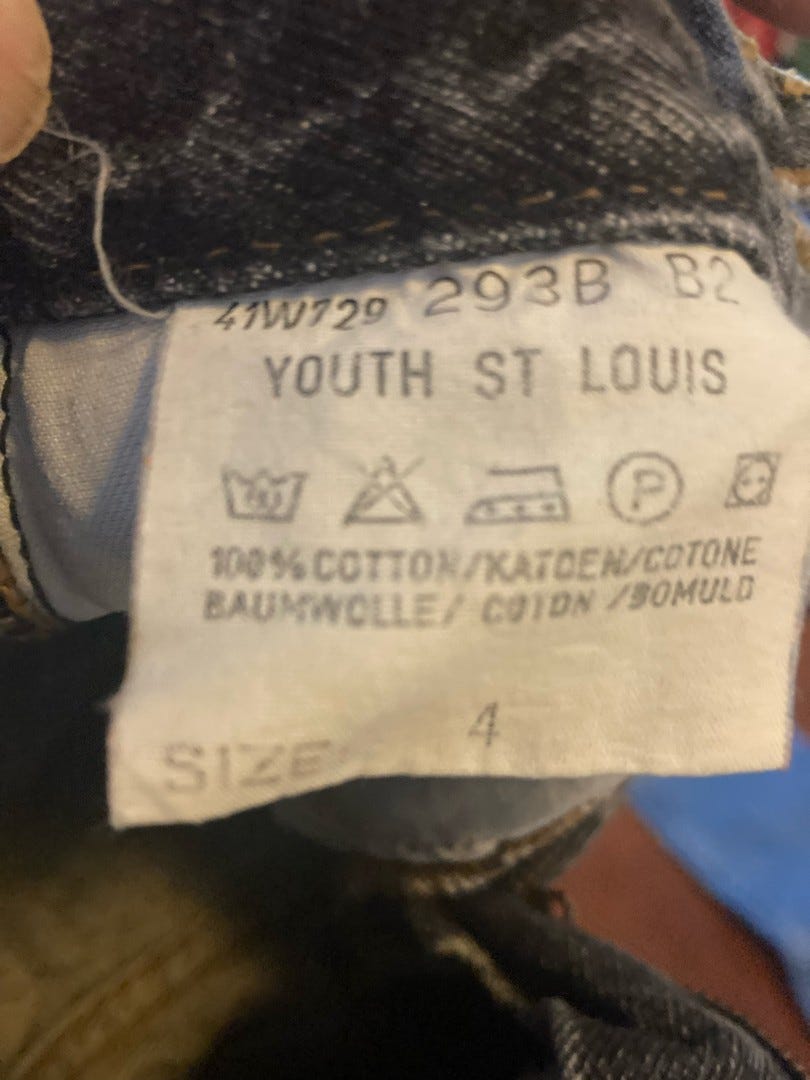 41W729 293B B2
YOUTH ST LOUIS
P
100% COTTON/KATOEN/COTONE
BAUMWOLLE/ COTON /BOMULD
SIZE 4